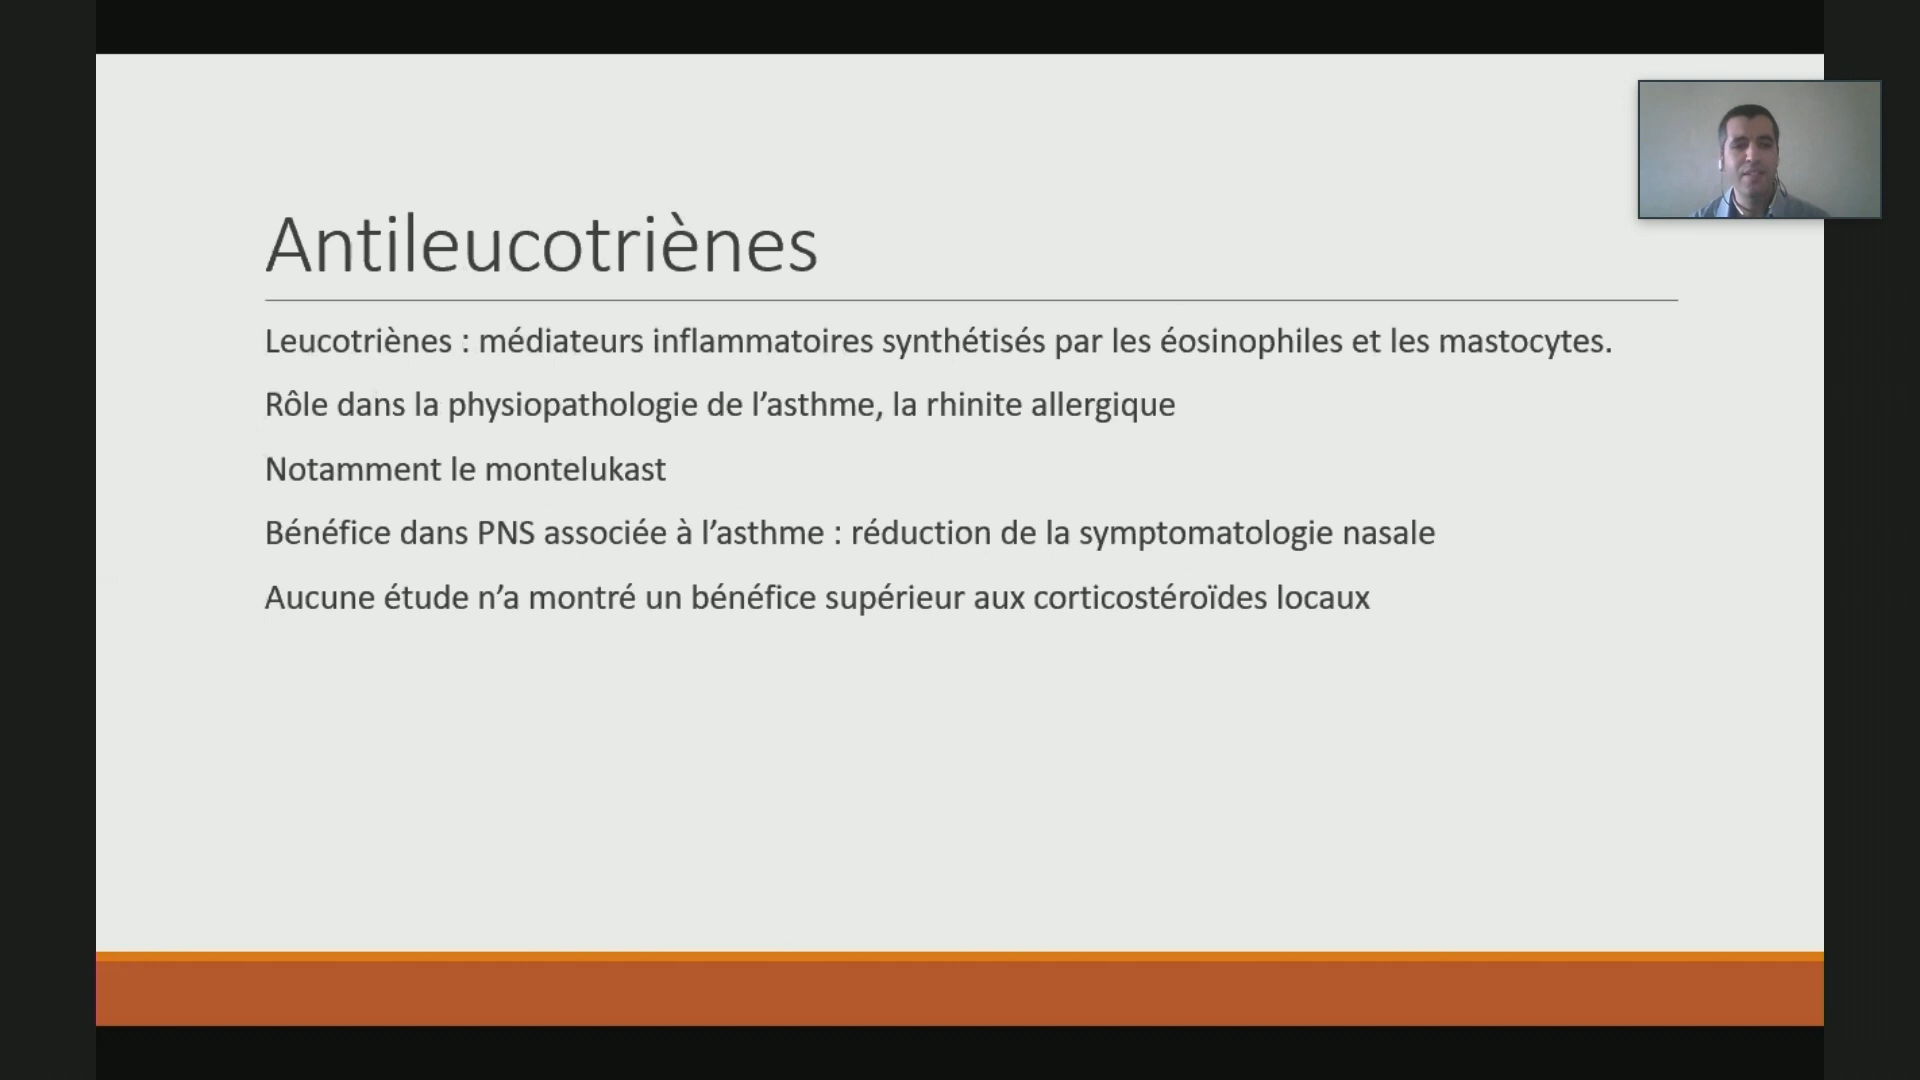 Antileucotriènes
Leucotriènes : médiateurs inflammatoires synthétisés par les éosinophiles et les mastocytes.
Rôle dans la physiopathologie de l’asthme, la rhinite allergique
Notamment le montelukast
Bénéfice dans PNS associée à l’asthme : réduction de la symptomatologie nasale
Aucune étude n’a montré un bénéfice supérieur aux corticostéroïdes locaux